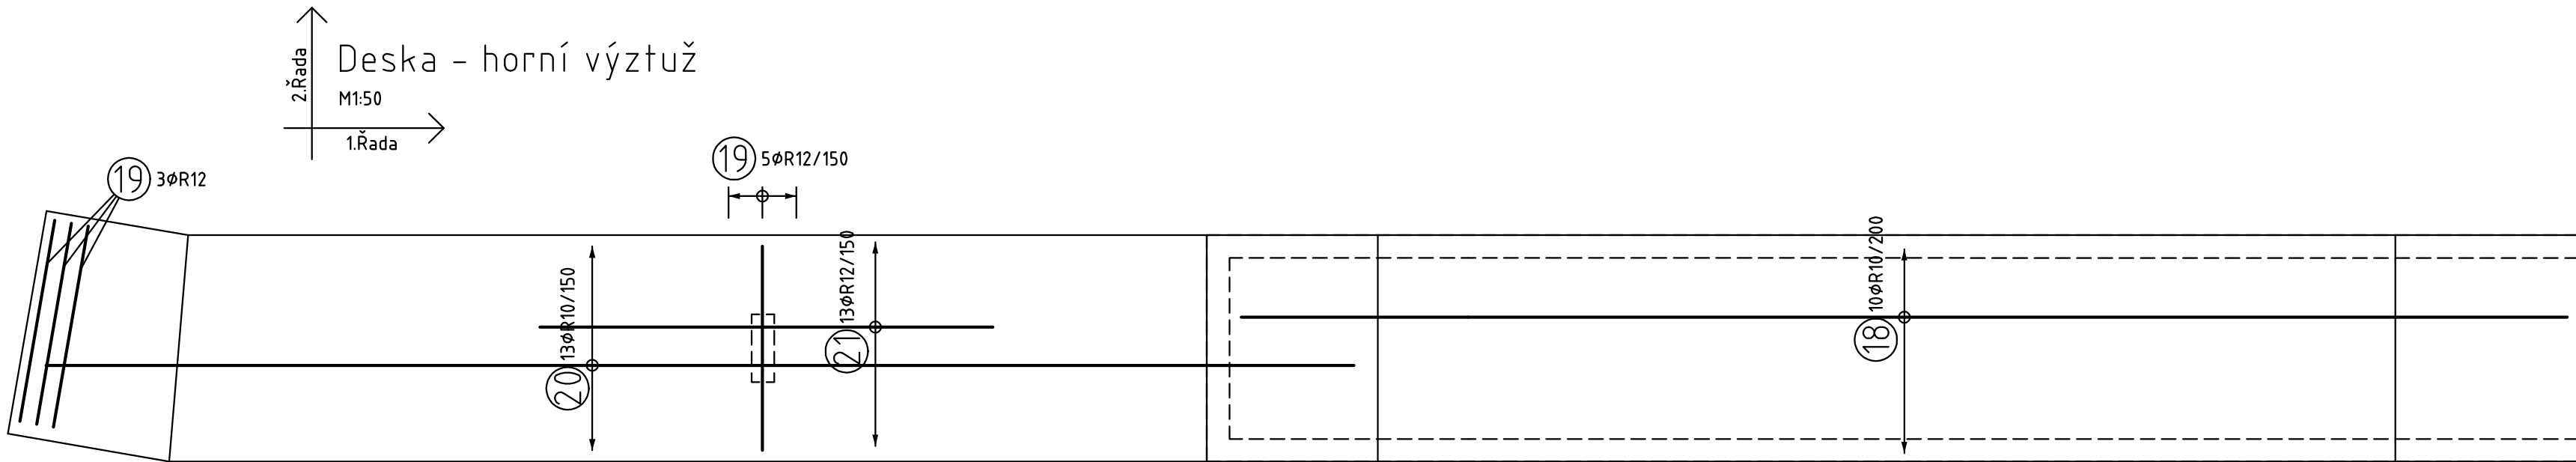 2.Řada
Deska - horní výztuž
M1:50
1.Řada
19 3øR12
19 5øR12/150
20 13øR10/150
21 13øR12/150
18 10øR10/200